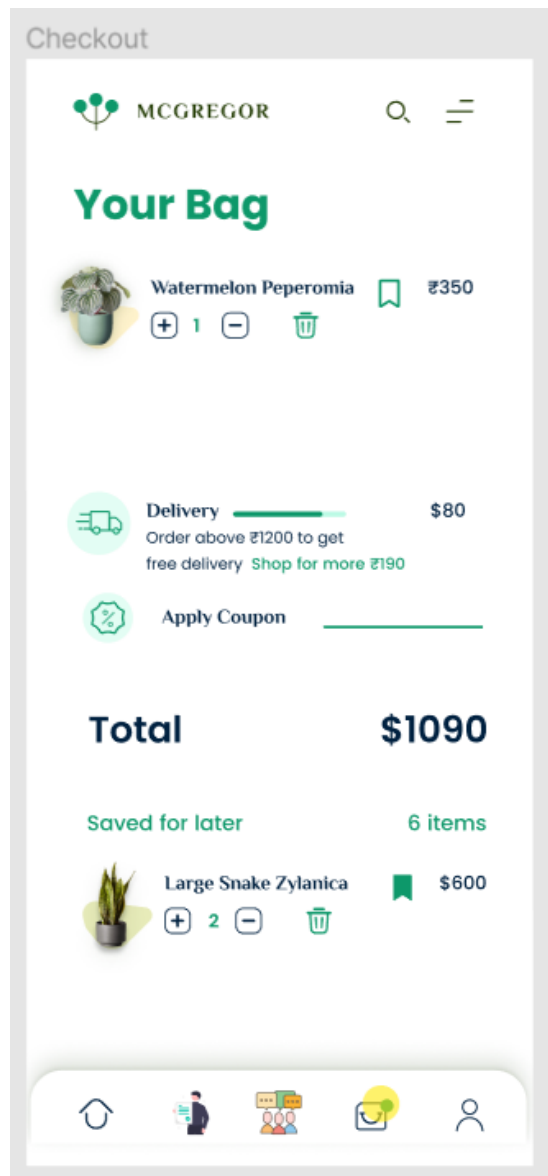 Checkout
MCGREGOR
Your Bag
Watermelon Peperomia ₹350
1
Delivery $80
Order above ₹1200 to get
free delivery Shop for more ₹190
Apply Coupon
Total $1090
Saved for later 6 items
Large Snake Zylanica $600
2